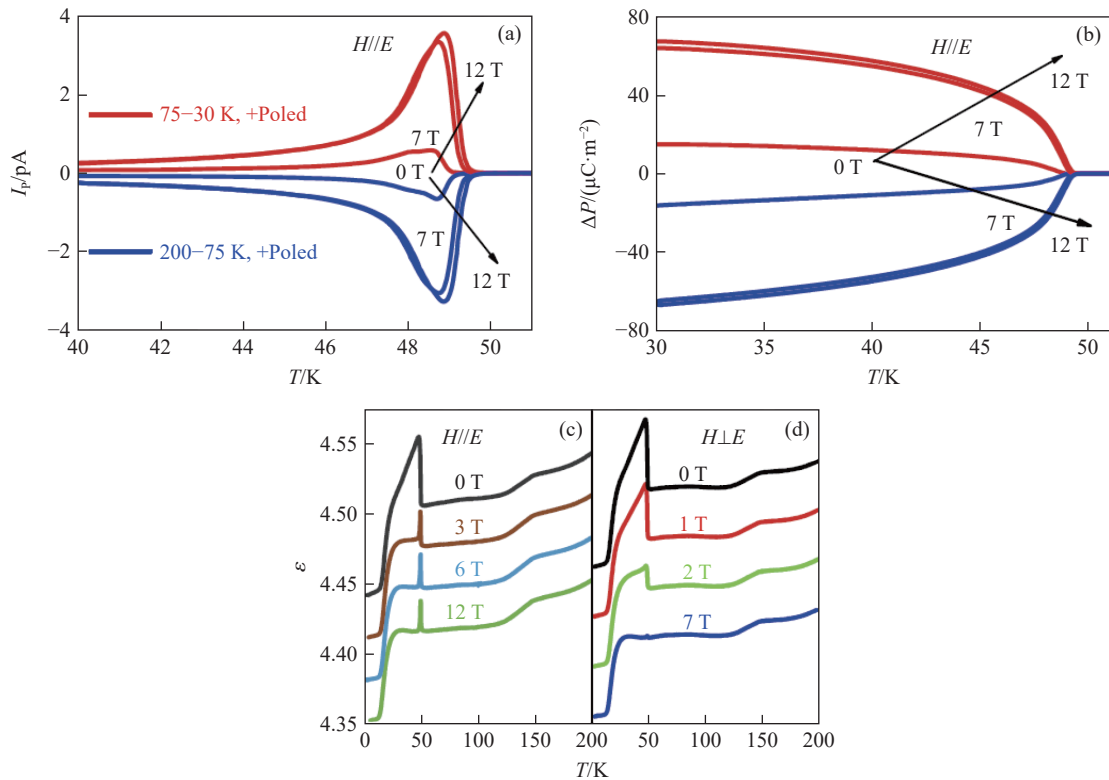 (a)
H//E
12 T
75−30 K, +Poled
7 T
0 T
7 T
200−75 K, +Poled
12 T
I_p/pA
4
2
0
−2
−4
40 42 44 46 48 50
T/K
(b)
H//E
12 T
7 T
0 T
7 T
12 T
ΔP/(μC·m⁻²)
80
40
0
−40
−80
30 35 40 45 50
T/K
(c)
H//E
0 T
3 T
6 T
12 T
ε
4.55
4.50
4.45
4.40
4.35
0 50 100 150 200
(d)
H⊥E
0 T
1 T
2 T
7 T
50 100 150 200
T/K